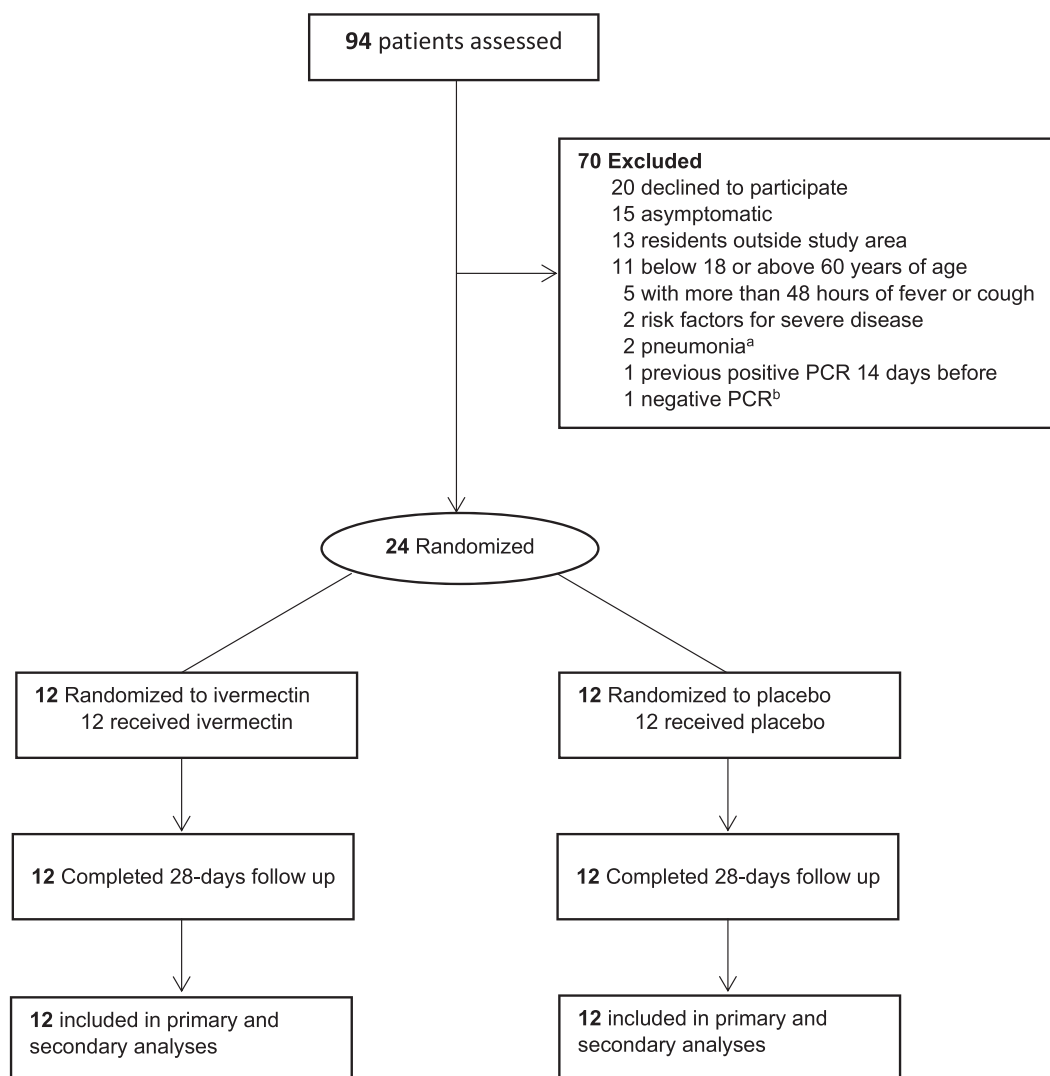 94 patients assessed
70 Excluded
20 declined to participate
15 asymptomatic
13 residents outside study area
11 below 18 or above 60 years of age
5 with more than 48 hours of fever or cough
2 risk factors for severe disease
2 pneumoniaᵃ
1 previous positive PCR 14 days before
1 negative PCRᵇ
24 Randomized
12 Randomized to ivermectin
12 received ivermectin
12 Randomized to placebo
12 received placebo
12 Completed 28-days follow up
12 Completed 28-days follow up
12 included in primary and
secondary analyses
12 included in primary and
secondary analyses